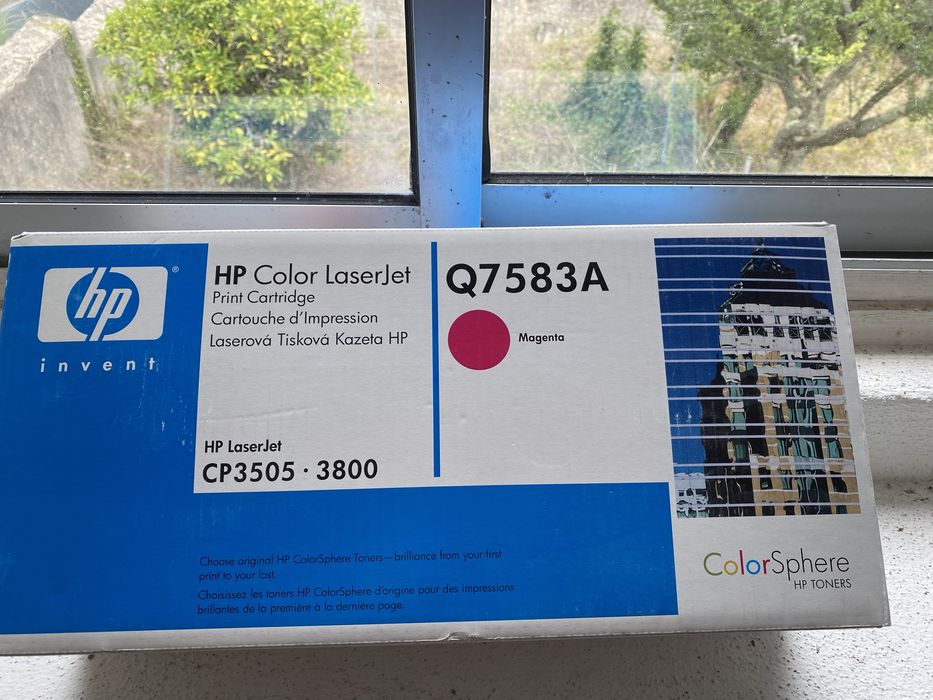 hp
®
invent
HP Color LaserJet
Print Cartridge
Cartouche d'Impression
Laserová Tisková Kazeta HP
HP LaserJet
CP3505 · 3800
Q7583A
Magenta
Choose original HP ColorSphere Toners—brilliance from your first
print to your last.
Choisissez les toners HP ColorSphere d'origine pour des impressions
brillantes de la première à la dernière page.
ColorSphere
HP TONERS